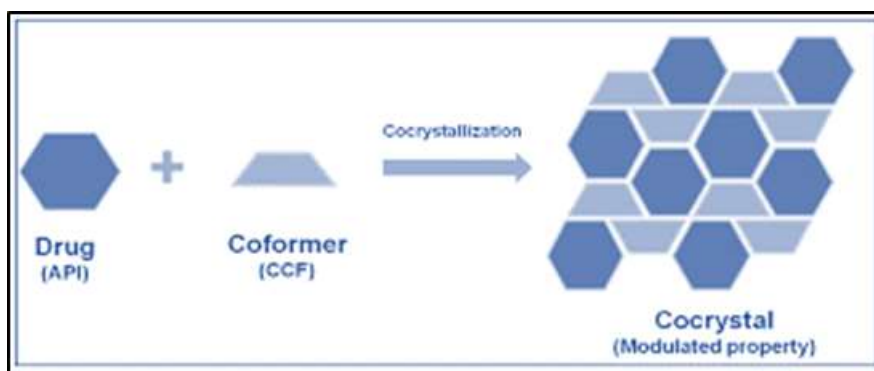 Cocrystallization
Drug
(API)
Coformer
(CCF)
Cocrystal
(Modulated property)